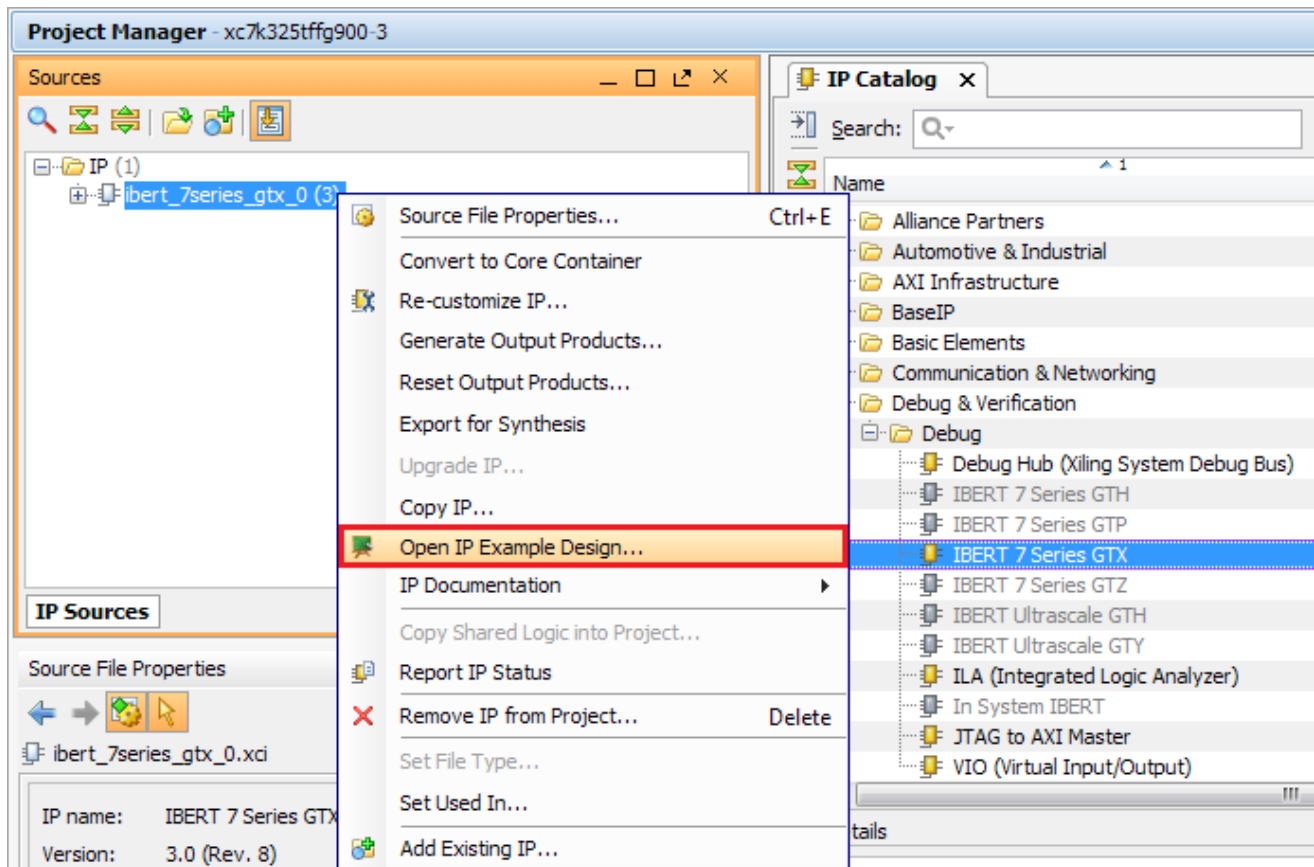 Project Manager - xc7k325tffg900-3
Sources
IP (1)
ibert_7series_gtx_0 (3)
IP Sources
Source File Properties
ibert_7series_gtx_0.xci
IP name: IBERT 7 Series GTX
Version: 3.0 (Rev. 8)
Source File Properties... Ctrl+E
Convert to Core Container
Re-customize IP...
Generate Output Products...
Reset Output Products...
Export for Synthesis
Upgrade IP...
Copy IP...
Open IP Example Design...
IP Documentation
Copy Shared Logic into Project...
Report IP Status
Remove IP from Project... Delete
Set File Type...
Set Used In...
Add Existing IP...
IP Catalog
Search:
1
Name
Alliance Partners
Automotive & Industrial
AXI Infrastructure
BaseIP
Basic Elements
Communication & Networking
Debug & Verification
Debug
Debug Hub (Xiling System Debug Bus)
IBERT 7 Series GTH
IBERT 7 Series GTP
IBERT 7 Series GTX
IBERT 7 Series GTZ
IBERT Ultrascale GTH
IBERT Ultrascale GTY
ILA (Integrated Logic Analyzer)
In System IBERT
JTAG to AXI Master
VIO (Virtual Input/Output)
tails